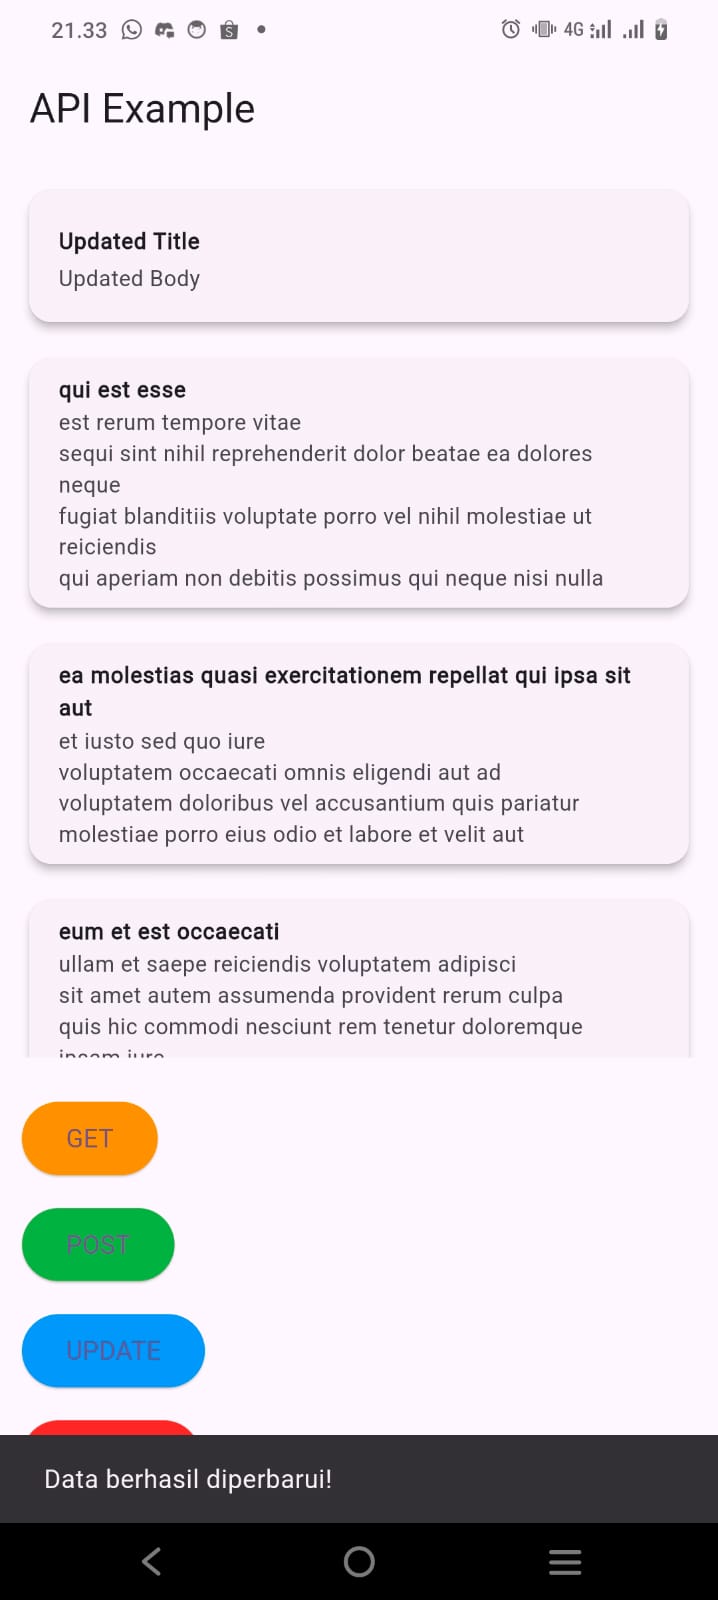 21.33
4G
API Example
Updated Title
Updated Body
qui est esse
est rerum tempore vitae
sequi sint nihil reprehenderit dolor beatae ea dolores
neque
fugiat blanditiis voluptate porro vel nihil molestiae ut
reiciendis
qui aperiam non debitis possimus qui neque nisi nulla
ea molestias quasi exercitationem repellat qui ipsa sit
aut
et iusto sed quo iure
voluptatem occaecati omnis eligendi aut ad
voluptatem doloribus vel accusantium quis pariatur
molestiae porro eius odio et labore et velit aut
eum et est occaecati
ullam et saepe reiciendis voluptatem adipisci
sit amet autem assumenda provident rerum culpa
quis hic commodi nesciunt rem tenetur doloremque
ipsam iure
GET
POST
UPDATE
Data berhasil diperbarui!